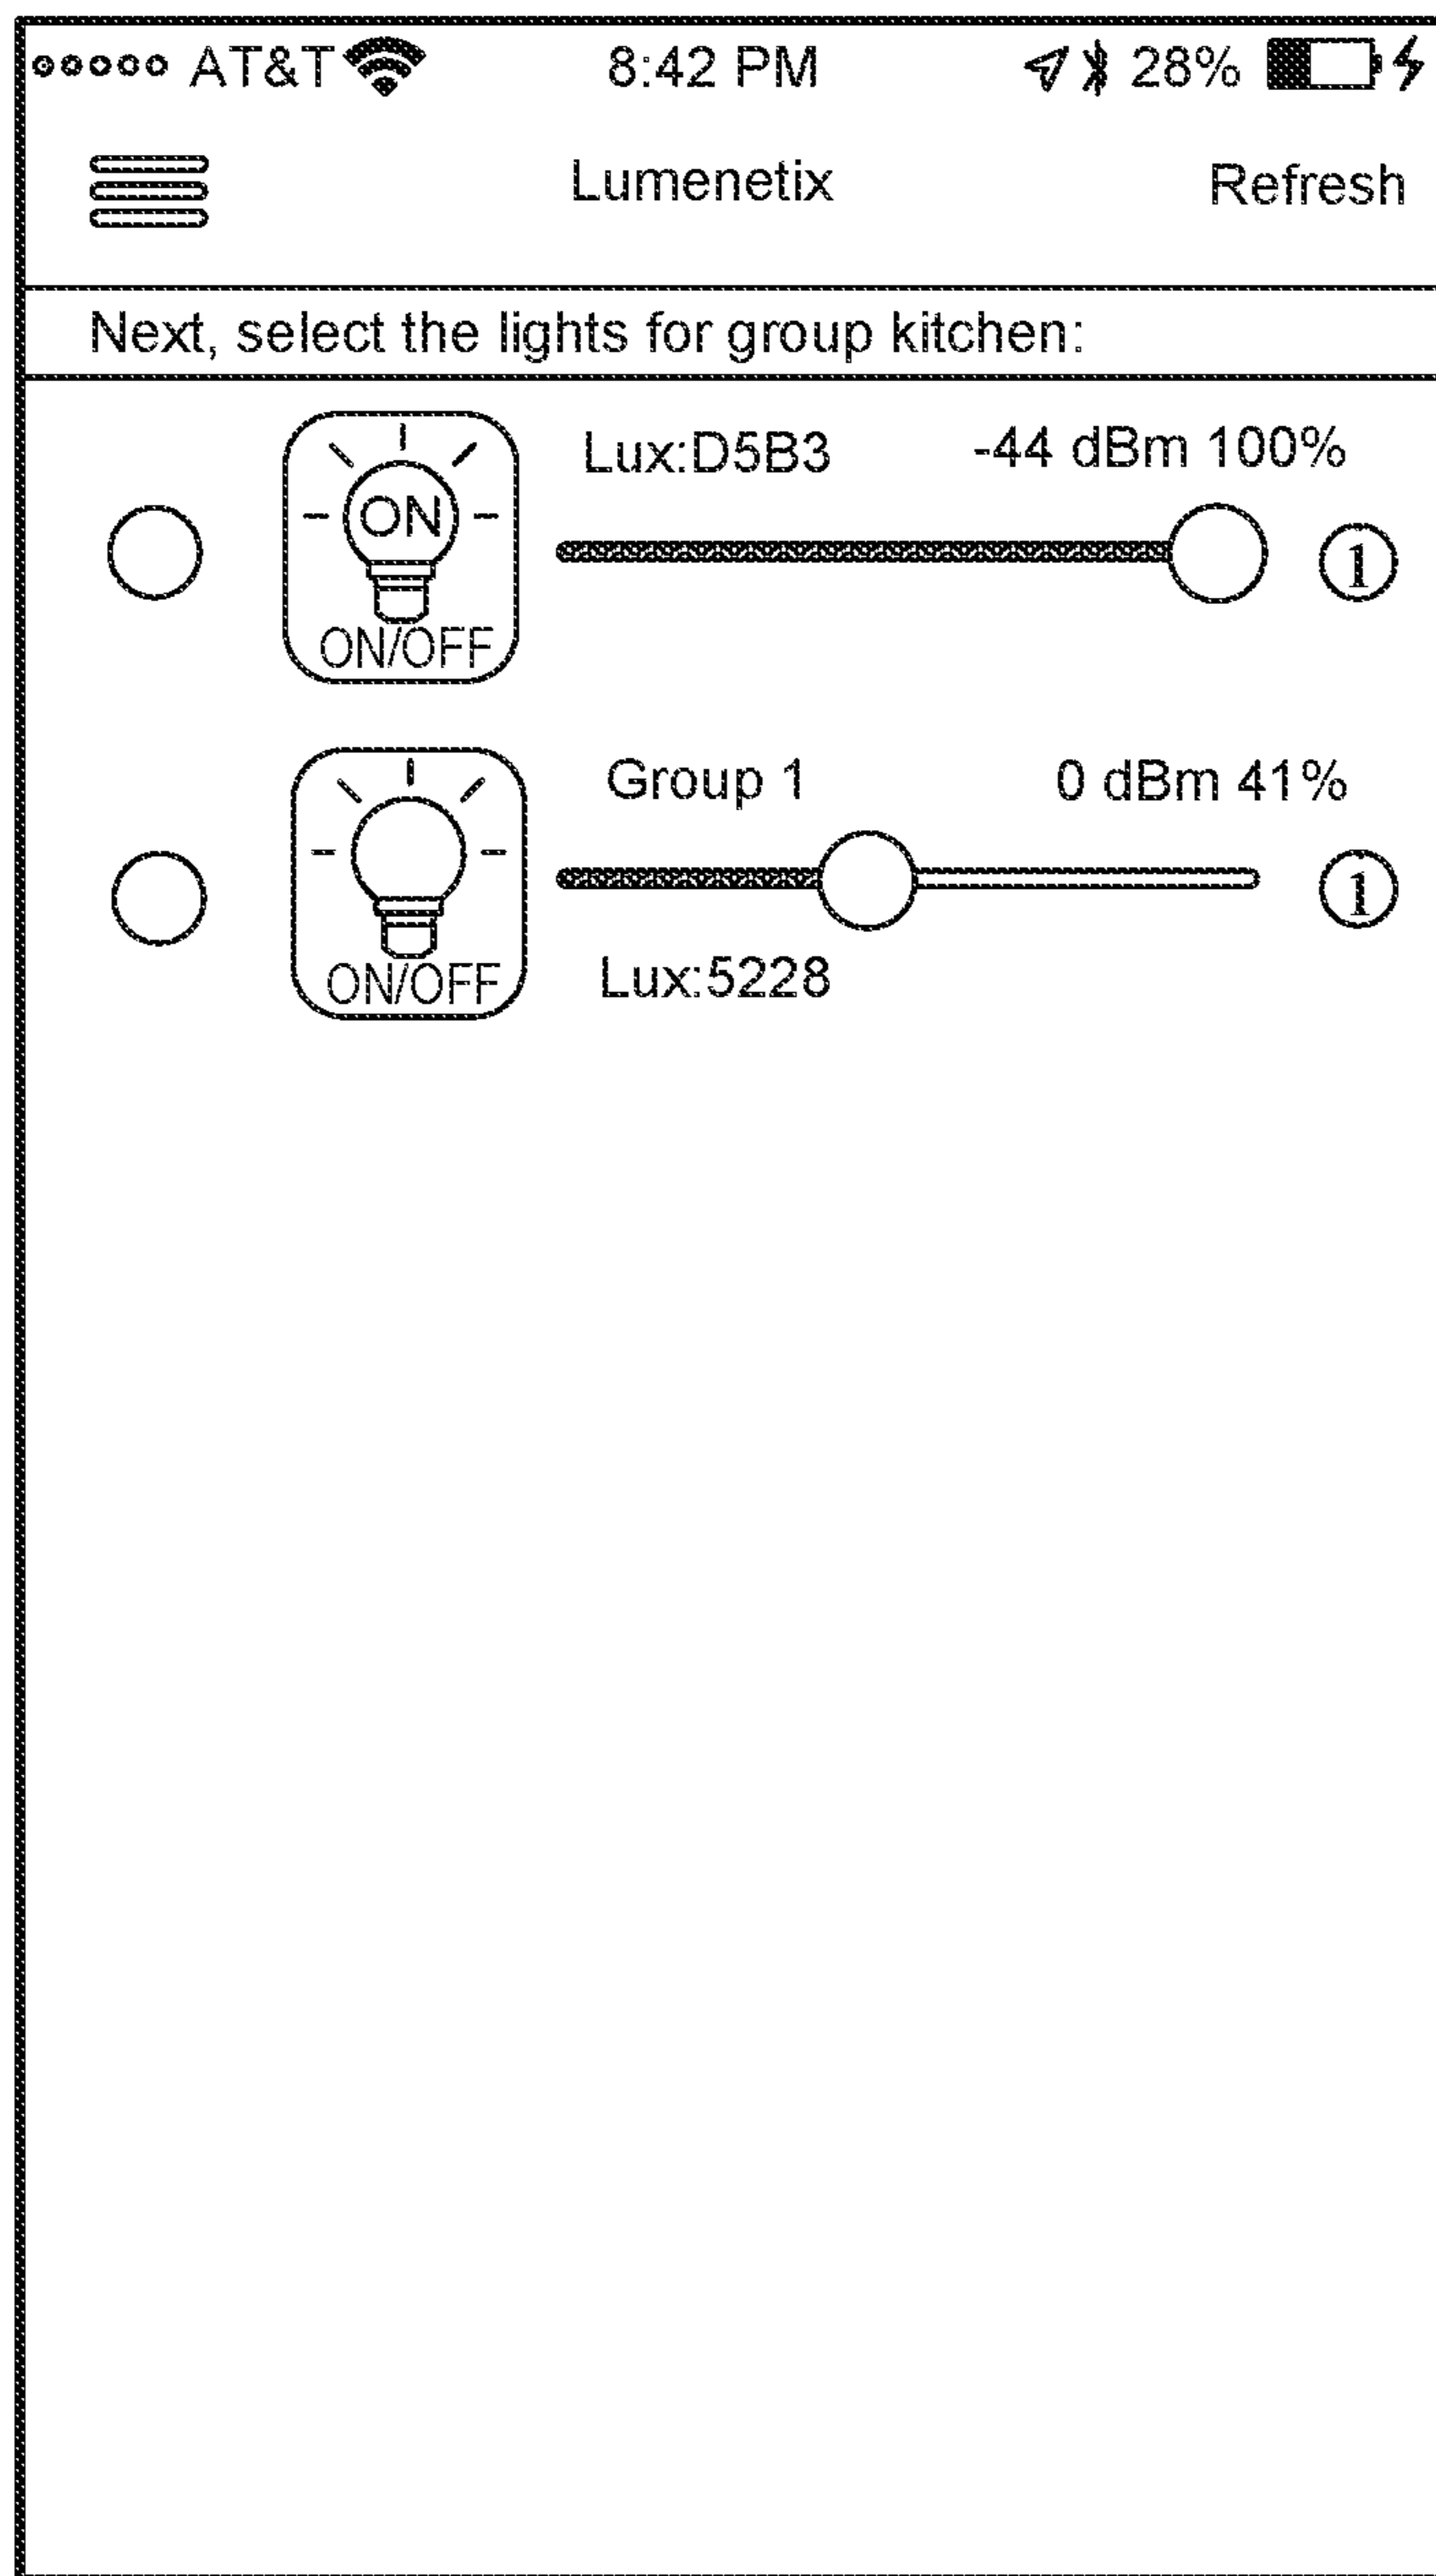 AT&T 8:42 PM 28%
Lumenetix Refresh
Next, select the lights for group kitchen:
Lux:D5B3 -44 dBm 100%
ON
1
ON/OFF
Group 1 0 dBm 41%
1
ON/OFF Lux:5228